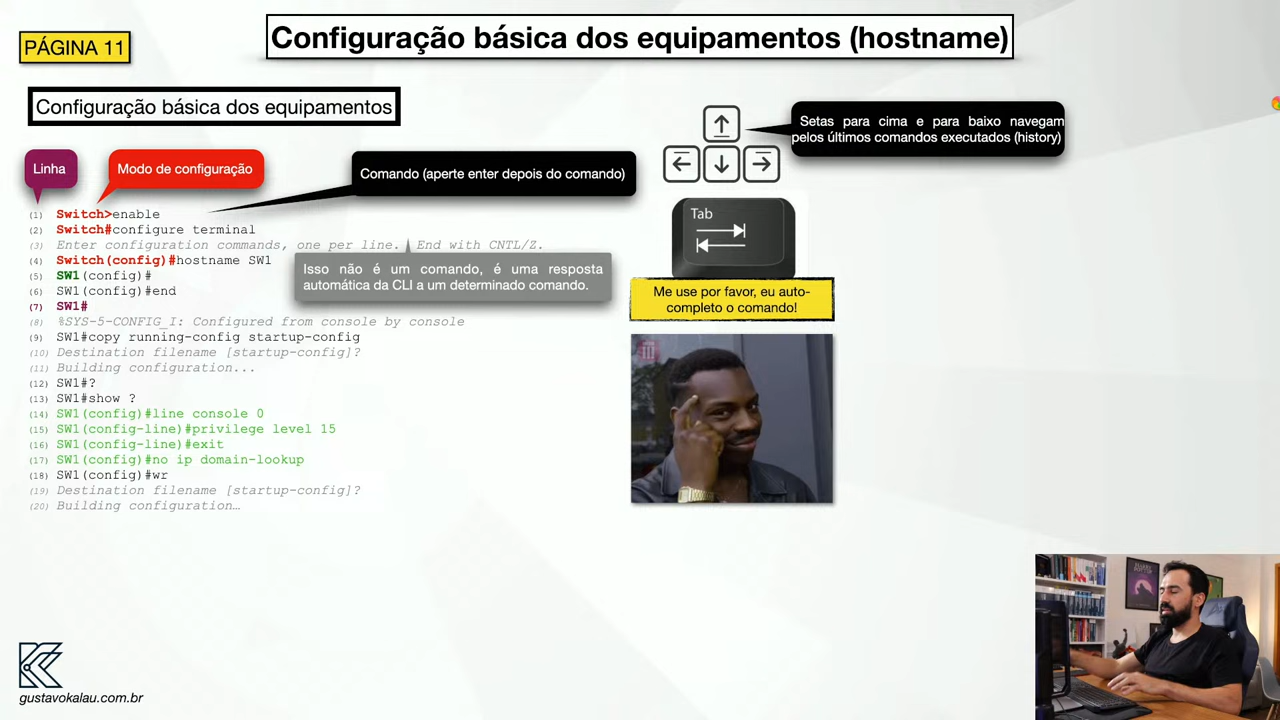 PÁGINA 11
Configuração básica dos equipamentos (hostname)
Configuração básica dos equipamentos
Setas para cima e para baixo navegam
pelos últimos comandos executados (history)
Linha
Modo de configuração
Comando (aperte enter depois do comando)
(1) Switch>enable
(2) Switch#configure terminal
(3) Enter configuration commands, one per line. End with CNTL/Z.
(4) Switch(config)#hostname SW1
(5) SW1(config)#
(6) SW1(config)#end
(7) SW1#
(8) %SYS-5-CONFIG_I: Configured from console by console
(9) SW1#copy running-config startup-config
(10) Destination filename [startup-config]?
(11) Building configuration...
(12) SW1#?
(13) SW1#show ?
(14) SW1(config)#line console 0
(15) SW1(config-line)#privilege level 15
(16) SW1(config-line)#exit
(17) SW1(config)#no ip domain-lookup
(18) SW1(config)#wr
(19) Destination filename [startup-config]?
(20) Building configuration…
Isso não é um comando, é uma resposta
automática da CLI a um determinado comando.
Tab
Me use por favor, eu auto-
completo o comando!
gustavokalau.com.br